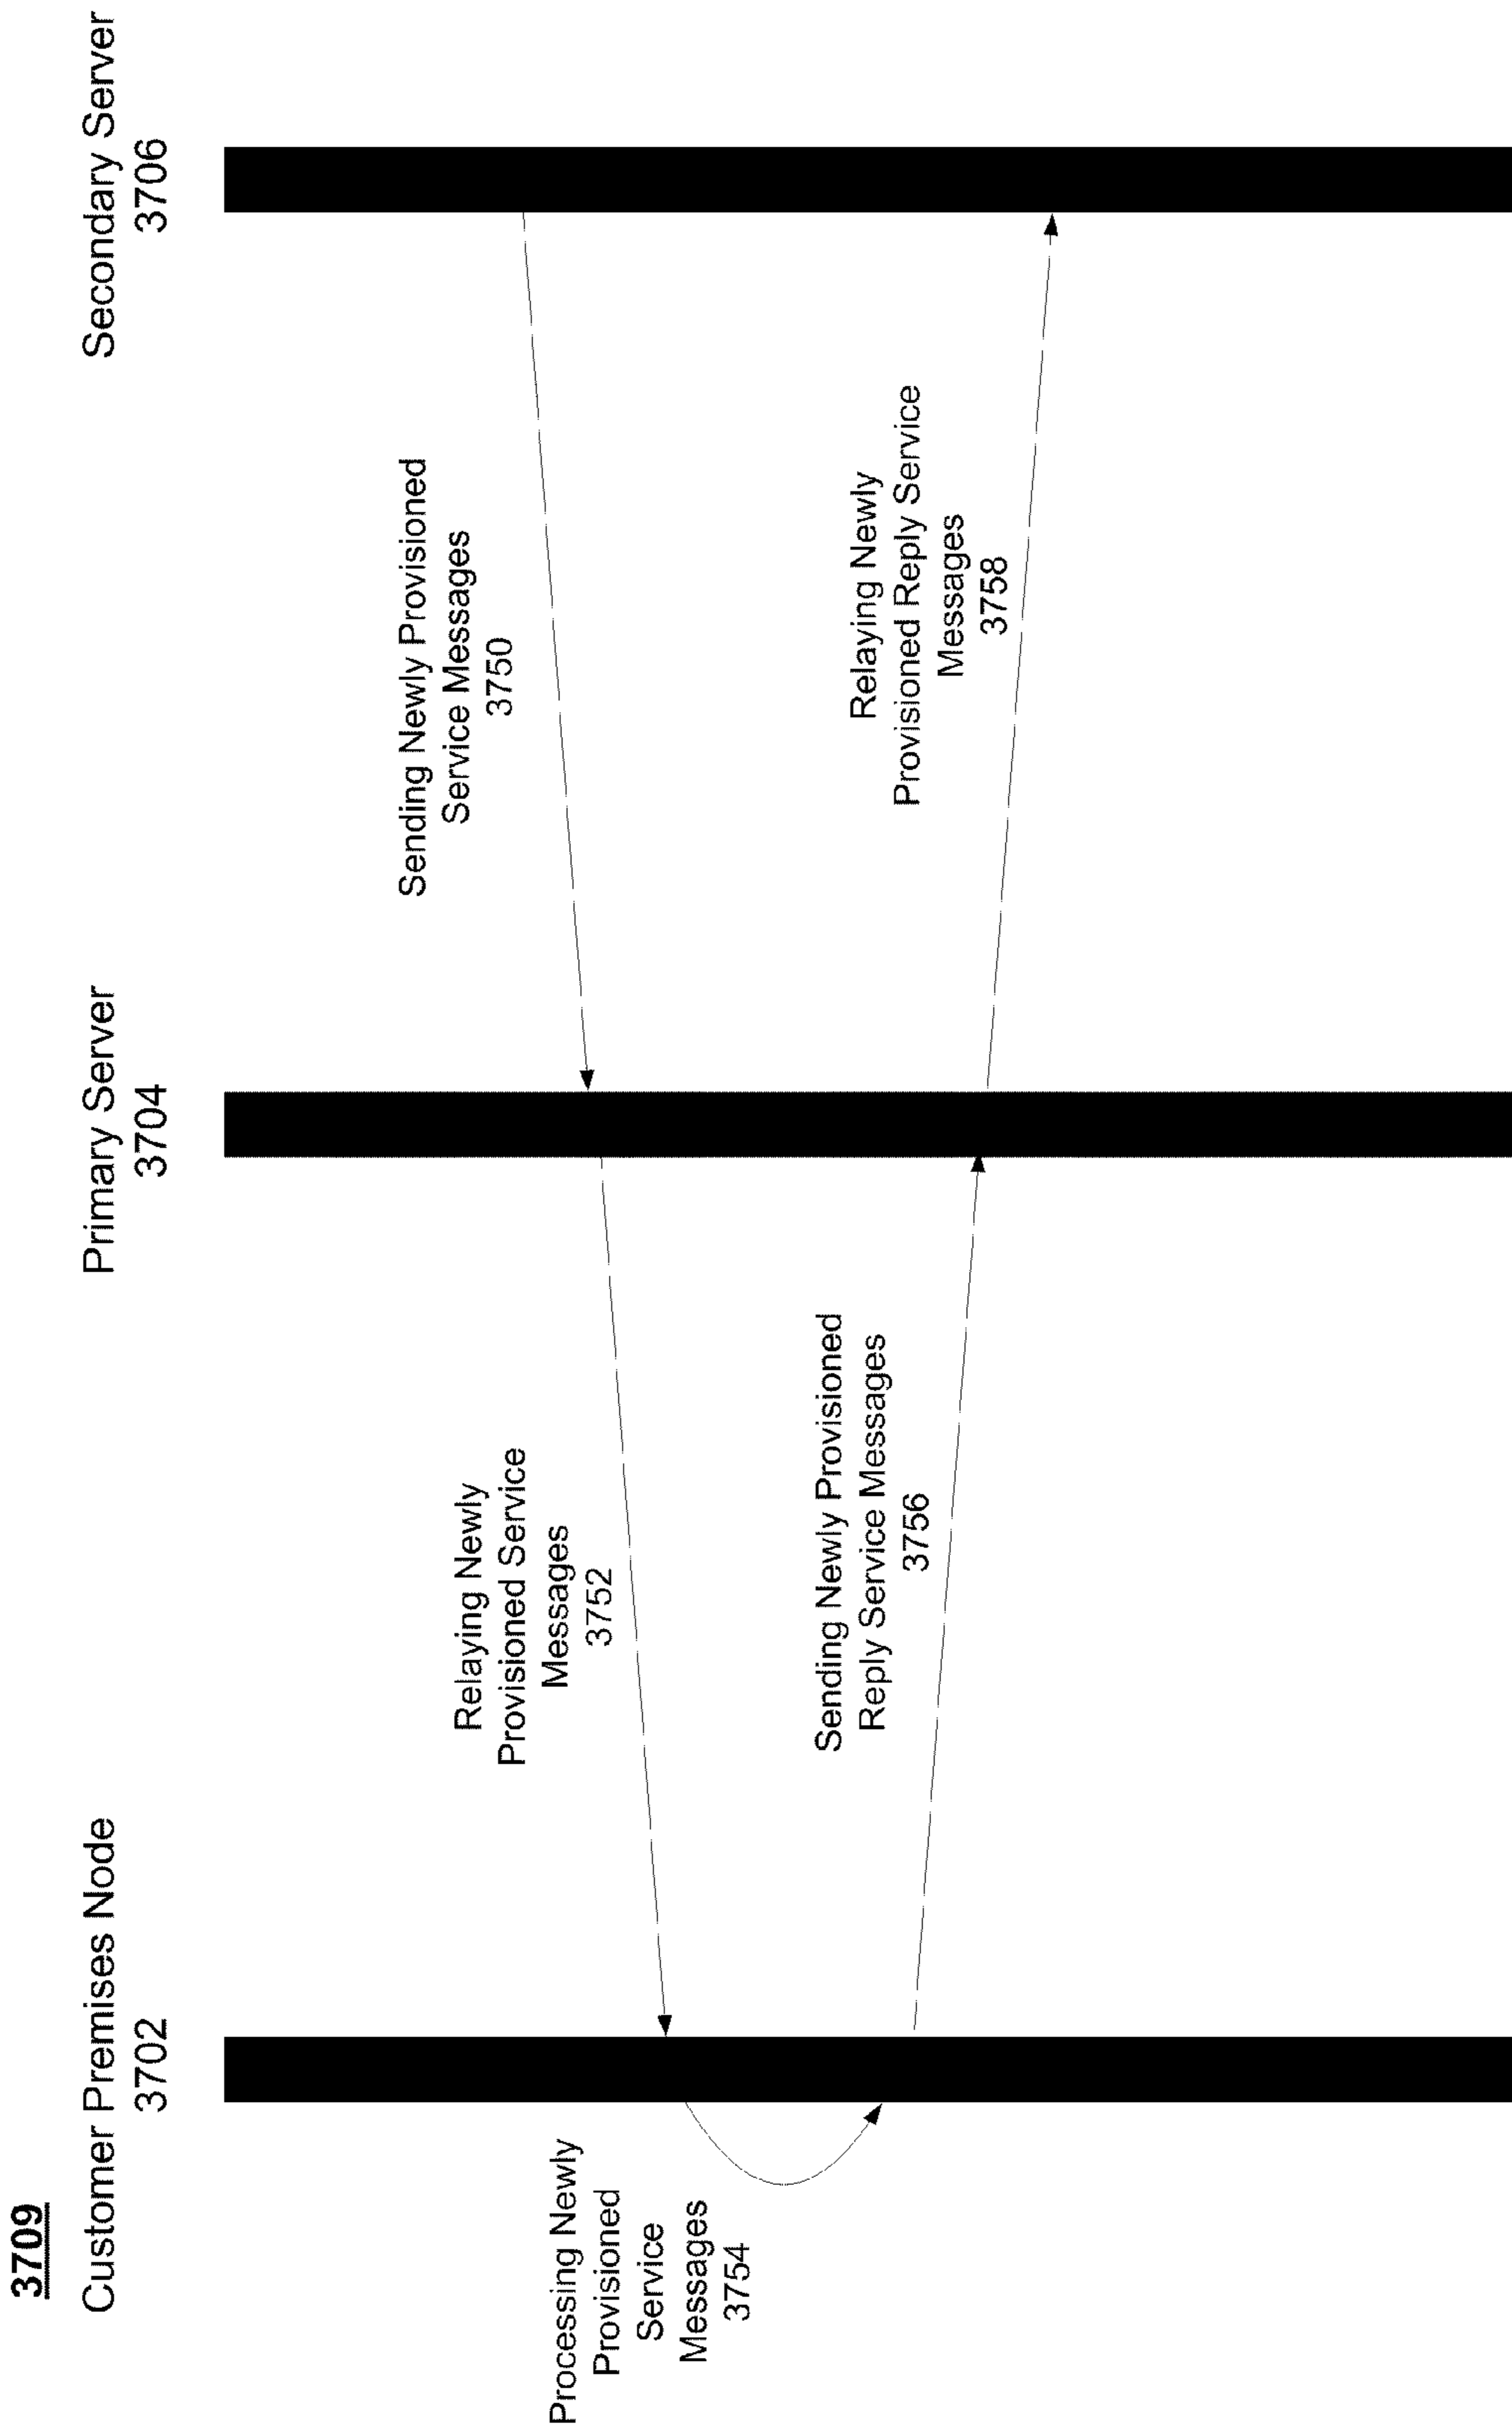 3709
Customer Premises Node
3702
Primary Server
3704
Secondary Server
3706
Sending Newly Provisioned
Service Messages
3750
Relaying Newly
Provisioned Service
Messages
3752
Processing Newly
Provisioned
Service
Messages
3754
Sending Newly Provisioned
Reply Service Messages
3756
Relaying Newly
Provisioned Reply Service
Messages
3758